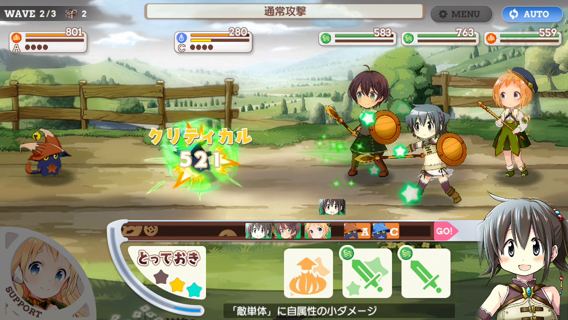 WAVE 2/3 2
通常攻撃
MENU
AUTO
801
A
280
C
583
763
559
クリティカル
521
A
C
GO!
とっておき
SUPPORT
「敵単体」に自属性の小ダメージ